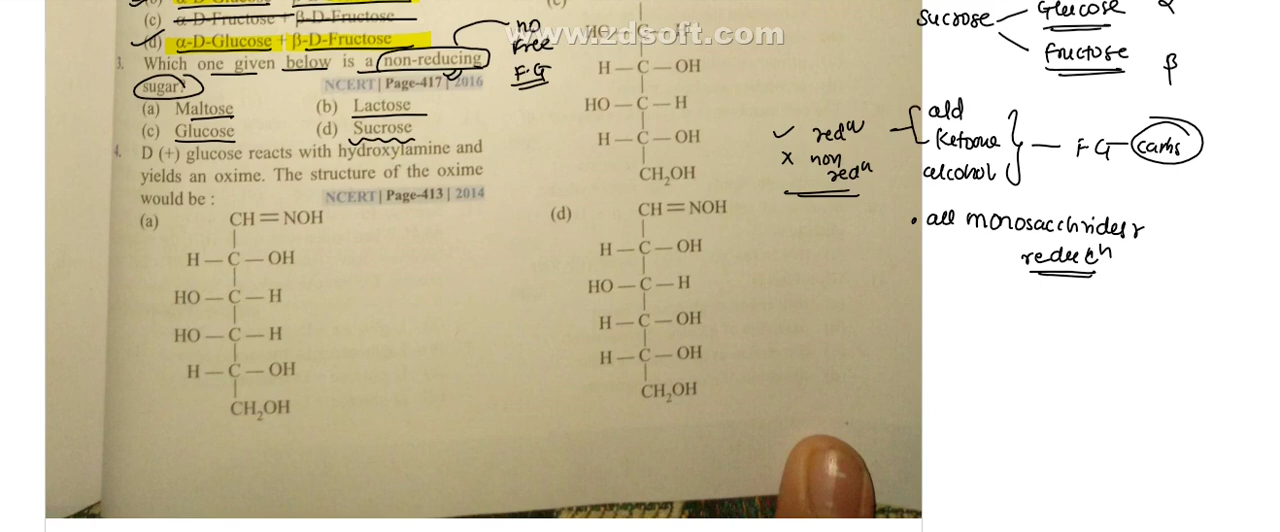 (c) α-D-Fructose + β-D-Fructose
(d) α-D-Glucose + β-D-Fructose
3. Which one given below is a non-reducing
sugar?
NCERT | Page-417 | 2016
(a) Maltose (b) Lactose
(c) Glucose (d) Sucrose
4. D (+) glucose reacts with hydroxylamine and
yields an oxime. The structure of the oxime
would be :
NCERT | Page-413 | 2014
(a)
CH=NOH
H—C—OH
HO—C—H
HO—C—H
H—C—OH
CH₂OH
no
free
F.G
(c)
www.zdsoft.com
H—C—OH
HO—C—H
H—C—OH
CH₂OH
(d)
CH=NOH
H—C—OH
HO—C—H
H—C—OH
H—C—OH
CH₂OH
Sucrose
Glucose α
fructose β
✓ redⁿ
x non
redⁿ
ald
Ketone
alcohol
FG
carbs
• all monosacchrides r